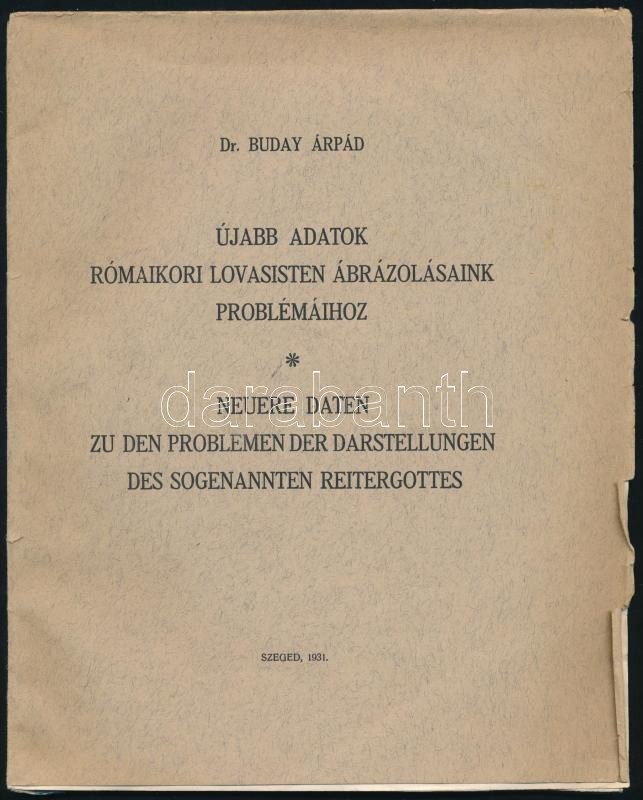 Dr. BUDAY ÁRPÁD
ÚJABB ADATOK
RÓMAIKORI LOVASISTEN ÁBRÁZOLÁSAINK
PROBLÉMÁIHOZ
*
darabanth
NEUERE DATEN
ZU DEN PROBLEMEN DER DARSTELLUNGEN
DES SOGENANNTEN REITERGOTTES
SZEGED, 1931.